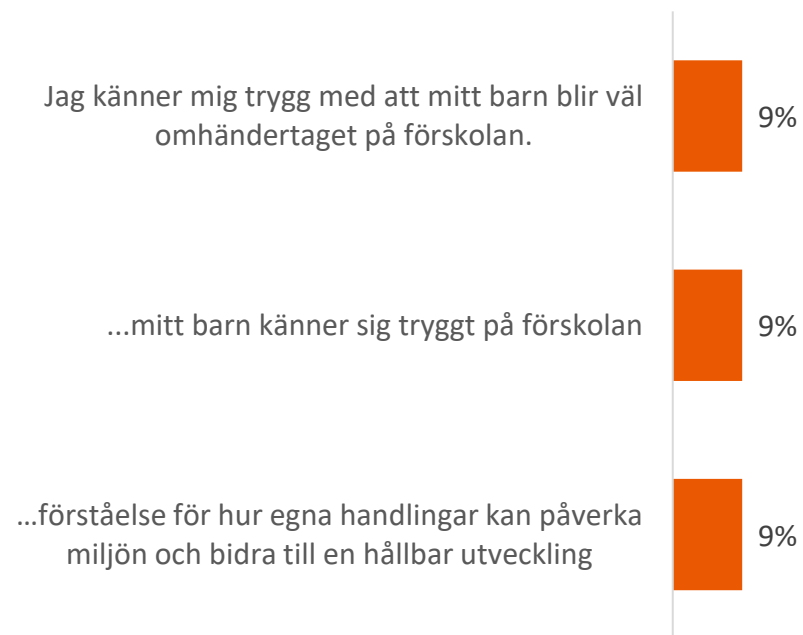 Jag känner mig trygg med att mitt barn blir väl
omhändertaget på förskolan.
9%
...mitt barn känner sig tryggt på förskolan
9%
...förståelse för hur egna handlingar kan påverka
miljön och bidra till en hållbar utveckling
9%